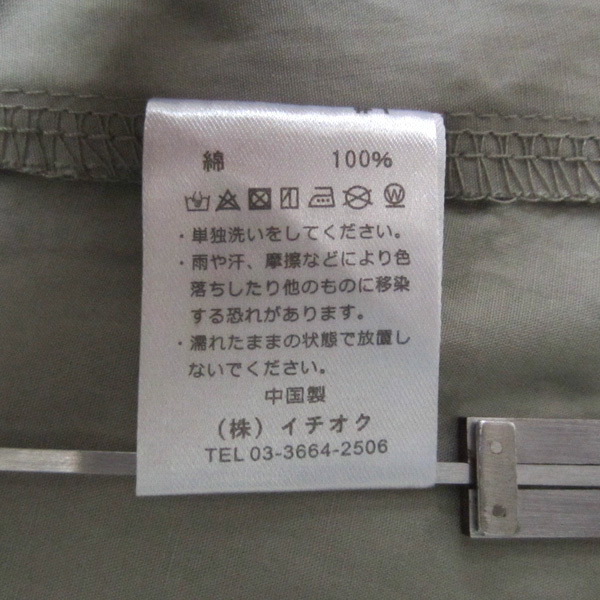 綿 100%
・単独洗いをしてください。
・雨や汗、摩擦などにより色
落ちしたり他のものに移染
する恐れがあります。
・濡れたままの状態で放置し
ないでください。
中国製
(株)イチオク
TEL 03-3664-2506